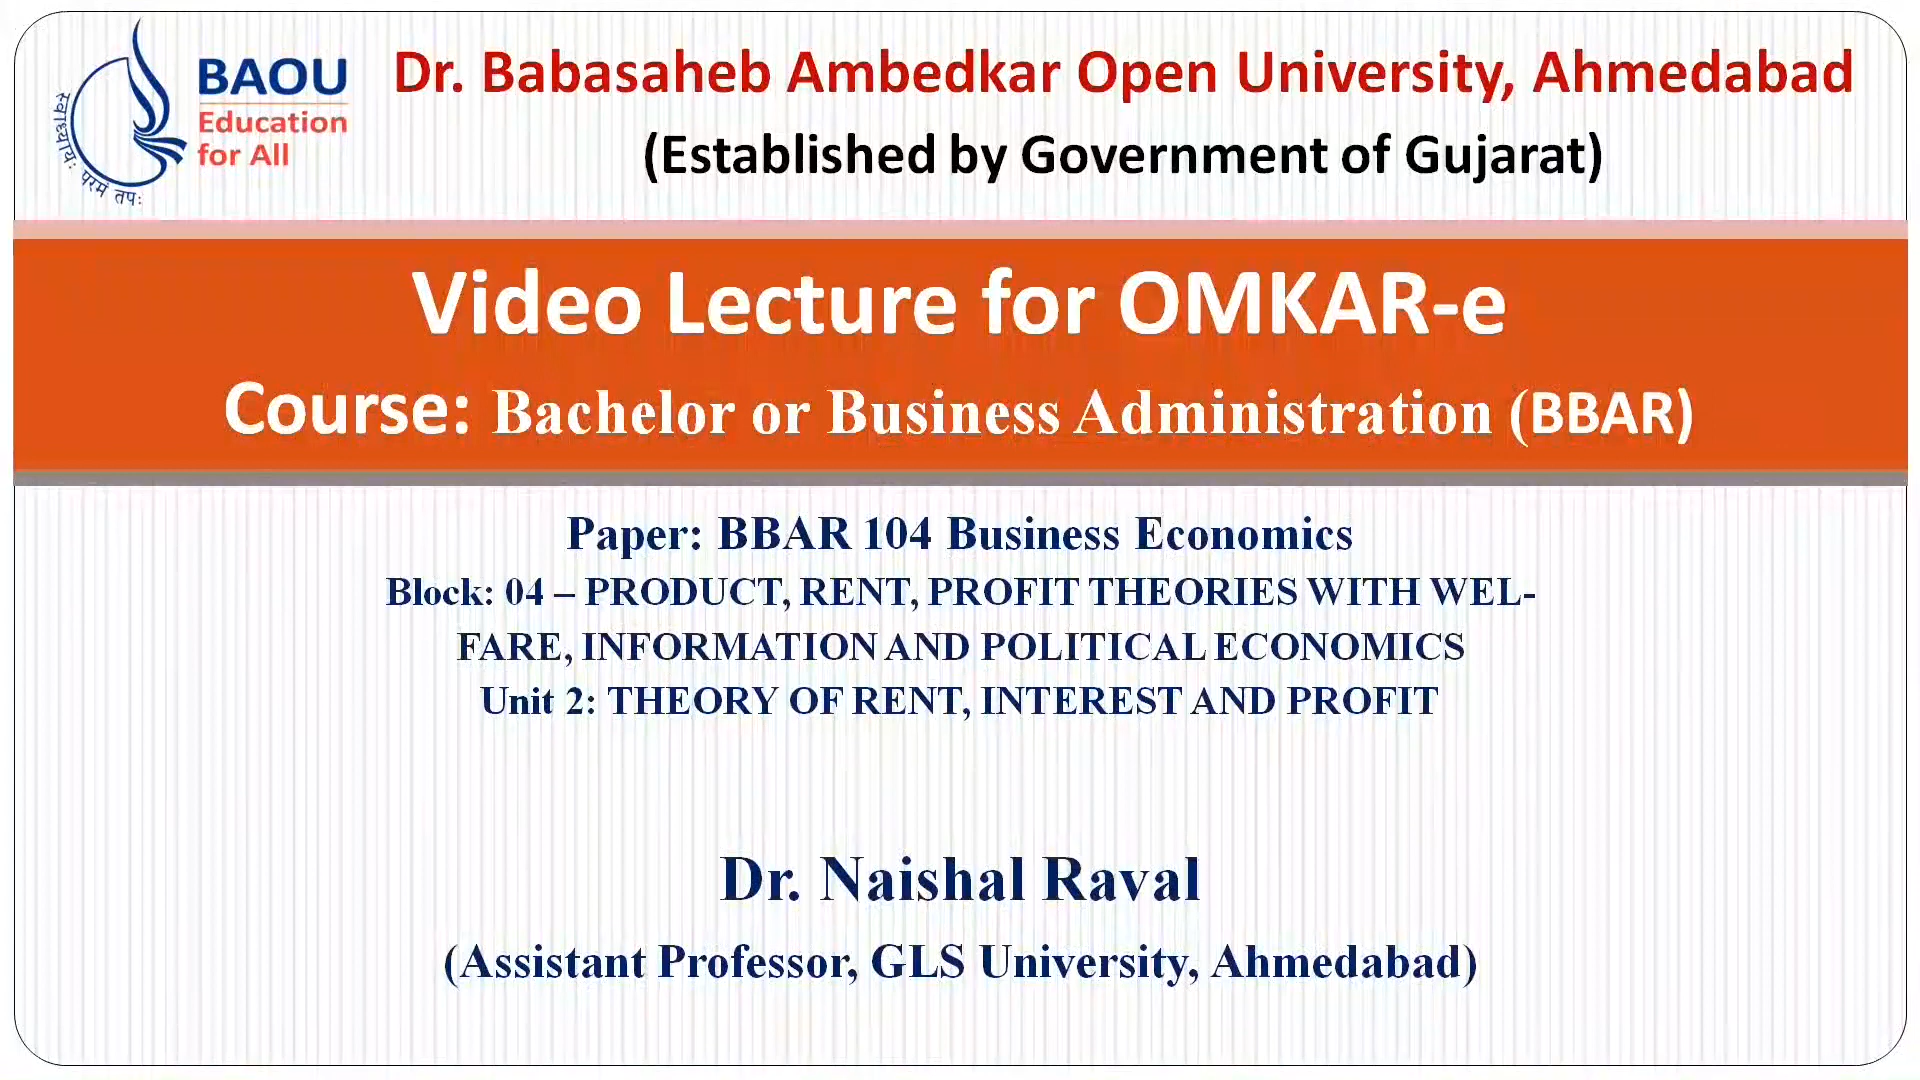 BAOU
Education
for All
स्वाध्यायः परमं तपः
Dr. Babasaheb Ambedkar Open University, Ahmedabad
(Established by Government of Gujarat)
Video Lecture for OMKAR-e
Course: Bachelor or Business Administration (BBAR)
Paper: BBAR 104 Business Economics
Block: 04 – PRODUCT, RENT, PROFIT THEORIES WITH WEL-
FARE, INFORMATION AND POLITICAL ECONOMICS
Unit 2: THEORY OF RENT, INTEREST AND PROFIT
Dr. Naishal Raval
(Assistant Professor, GLS University, Ahmedabad)